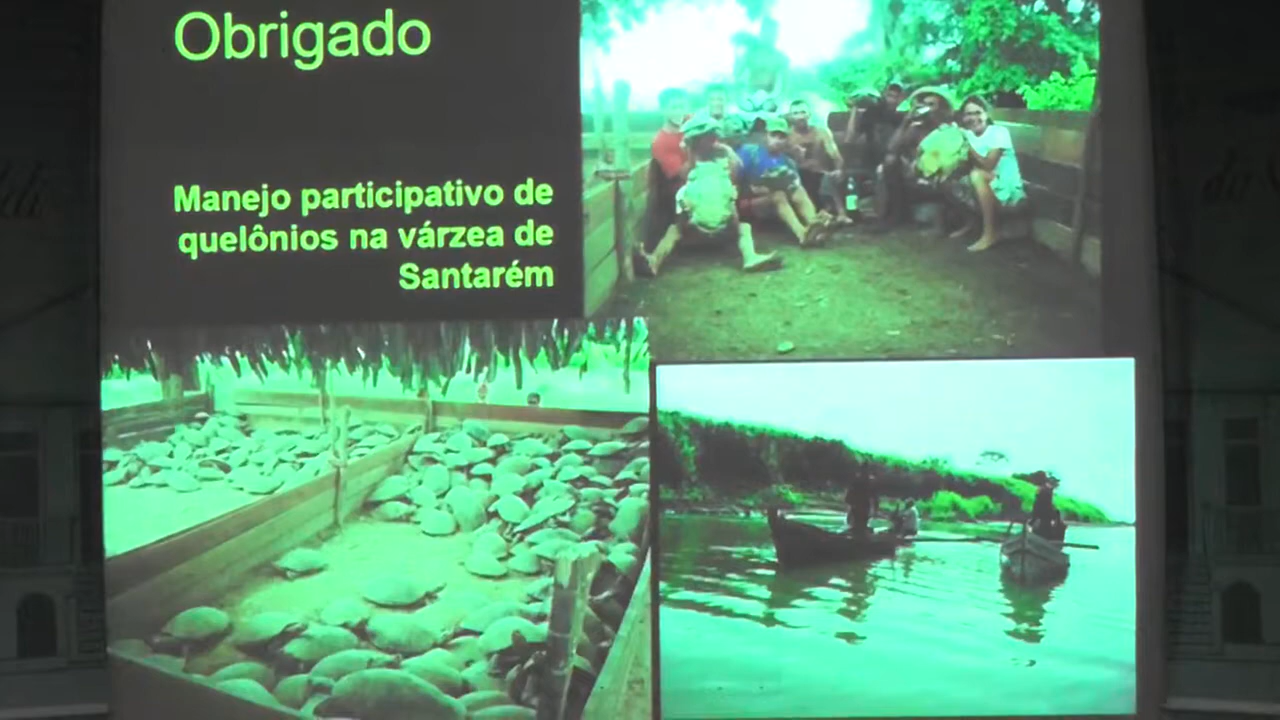 Obrigado
Manejo participativo de
quelônios na várzea de
Santarém